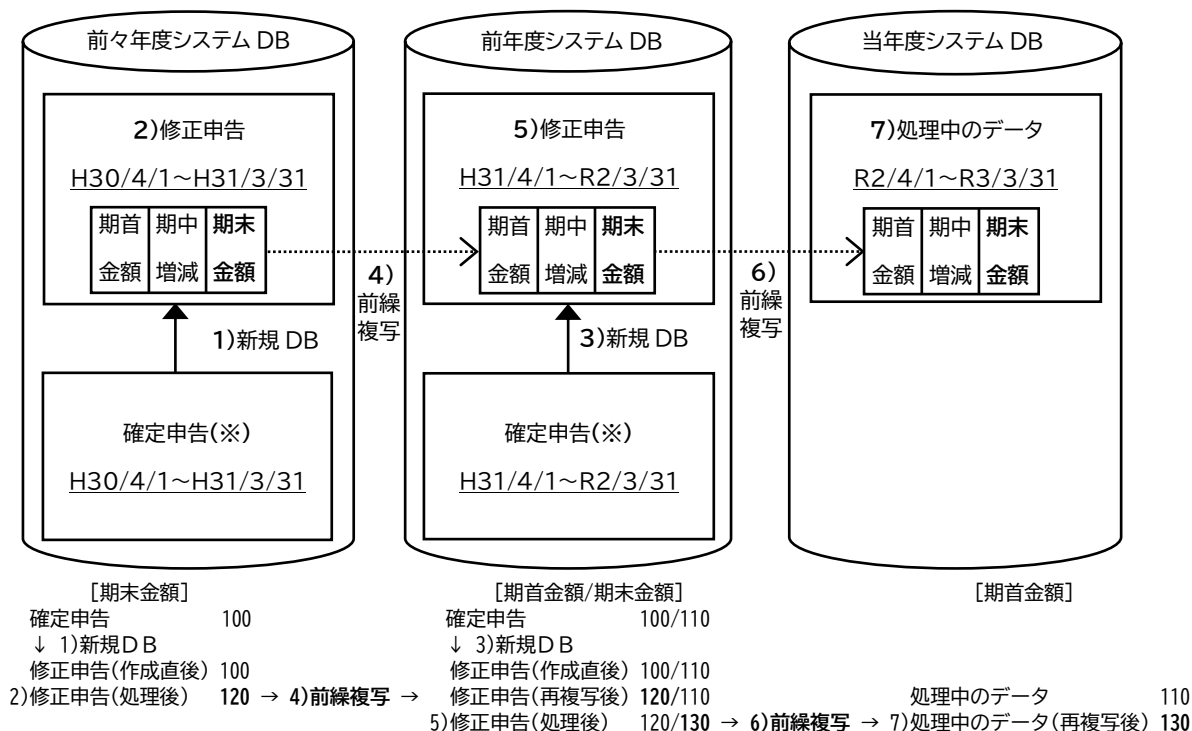 前々年度システム DB
前年度システム DB
当年度システム DB
2)修正申告
H30/4/1～H31/3/31
期首 期中 期末
金額 増減 金額
1)新規 DB
確定申告(※)
H30/4/1～H31/3/31
4)
前繰
複写
5)修正申告
H31/4/1～R2/3/31
期首 期中 期末
金額 増減 金額
3)新規 DB
確定申告(※)
H31/4/1～R2/3/31
6)
前繰
複写
7)処理中のデータ
R2/4/1～R3/3/31
期首 期中 期末
金額 増減 金額
[期末金額] [期首金額/期末金額] [期首金額]
確定申告 100 確定申告 100/110
↓ 1)新規ＤＢ ↓ 3)新規ＤＢ
修正申告(作成直後) 100 修正申告(作成直後) 100/110
2)修正申告(処理後) 120 → 4)前繰複写 → 修正申告(再複写後) 120/110 処理中のデータ 110
5)修正申告(処理後) 120/130 → 6)前繰複写 → 7)処理中のデータ(再複写後) 130